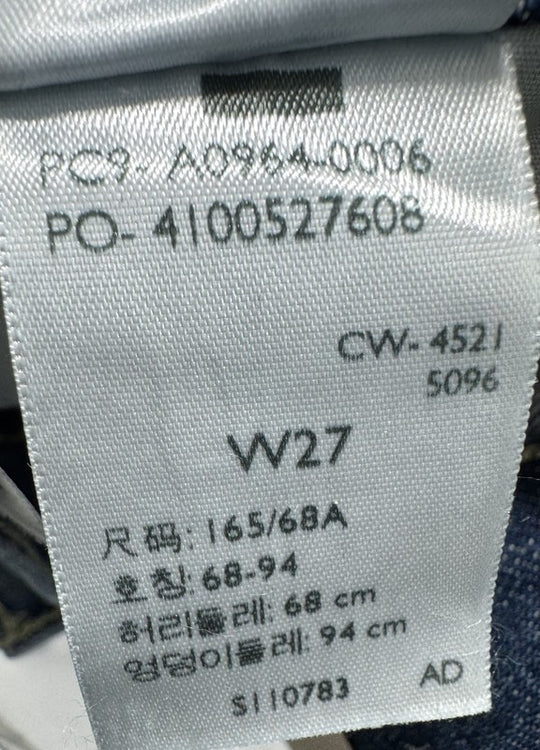 PC9- A0964-0006
PO- 4100527608
CW- 4521
5096
W27
尺码: 165/68A
호칭: 68-94
허리둘레: 68 cm
엉덩이둘레: 94 cm
S110783 AD